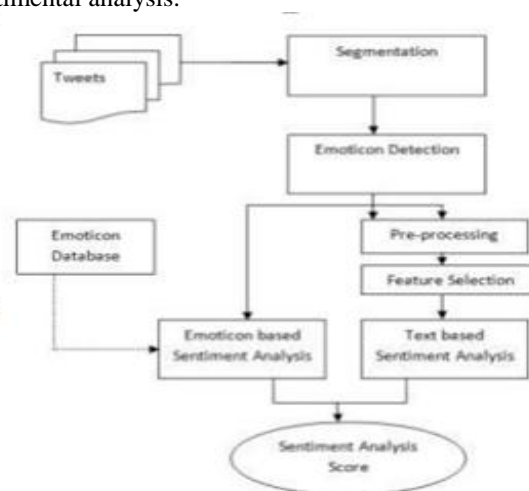 timental analysis.
Tweets
Segmentation
Emoticon Detection
Emoticon
Database
Pre-processing
Feature Selection
Emoticon based
Sentiment Analysis
Text based
Sentiment Analysis
Sentiment Analysis
Score